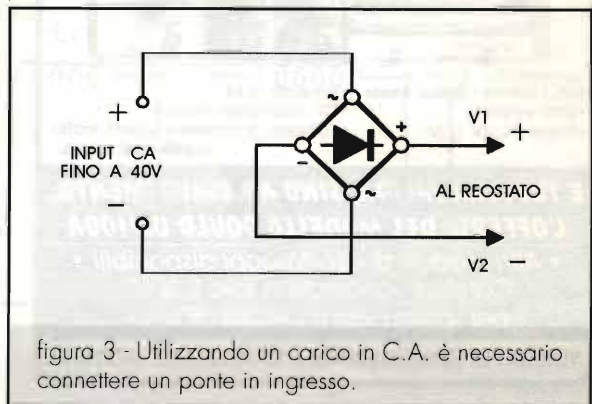 +
INPUT CA
FINO A 40V
−
~
−
+
~
V1 +
AL REOSTATO
V2 −
figura 3 - Utilizzando un carico in C.A. è necessario
connettere un ponte in ingresso.